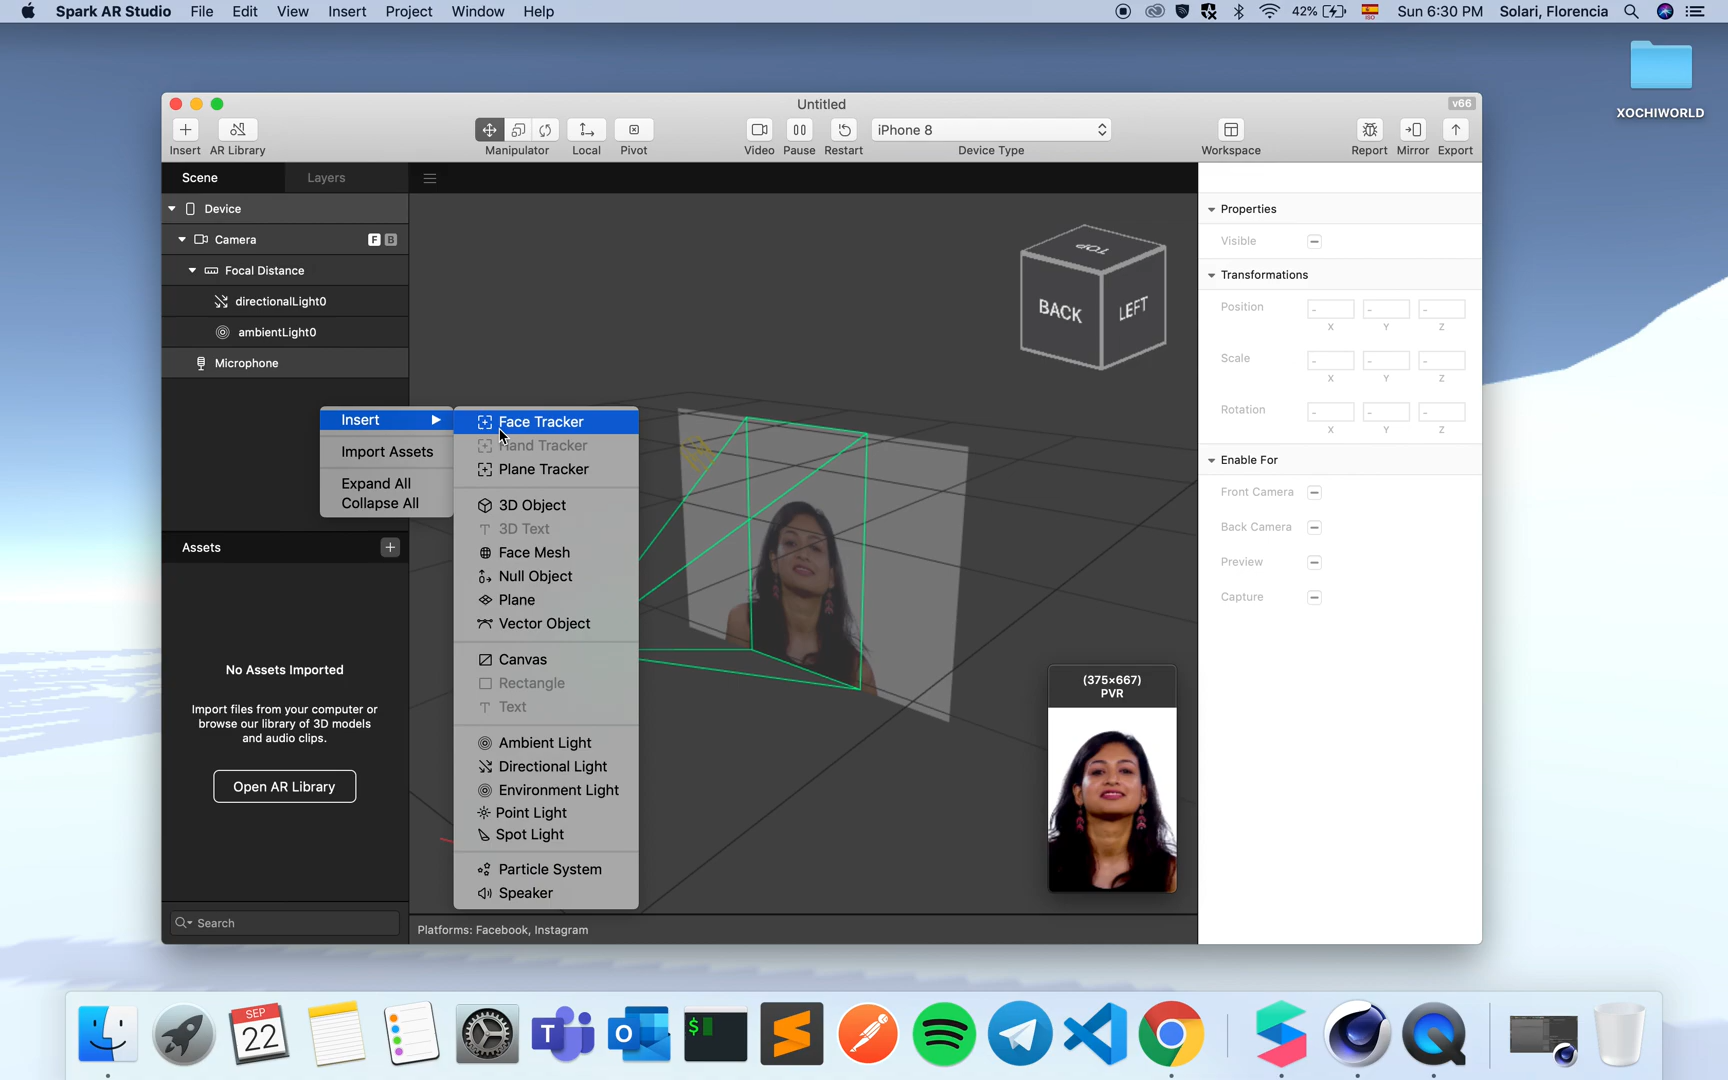 Spark AR Studio File Edit View Insert Project Window Help
42% ISO Sun 6:30 PM Solari, Florencia
XOCHIWORLD
Untitled
v66
iPhone 8
Insert AR Library Manipulator Local Pivot Video Pause Restart Device Type Workspace Report Mirror Export
Scene Layers
Device
Camera F B
Focal Distance
directionalLight0
ambientLight0
Microphone
Insert
Import Assets
Expand All
Collapse All
Face Tracker
Hand Tracker
Plane Tracker
3D Object
3D Text
Face Mesh
Null Object
Plane
Vector Object
Canvas
Rectangle
Text
Ambient Light
Directional Light
Environment Light
Point Light
Spot Light
Particle System
Speaker
Assets
No Assets Imported
Import files from your computer or
browse our library of 3D models
and audio clips.
Open AR Library
Search
TOP
BACK LEFT
(375×667)
PVR
Platforms: Facebook, Instagram
Properties
Visible
Transformations
Position
X Y Z
Scale
X Y Z
Rotation
X Y Z
Enable For
Front Camera
Back Camera
Preview
Capture
SEP
22
T
O
$